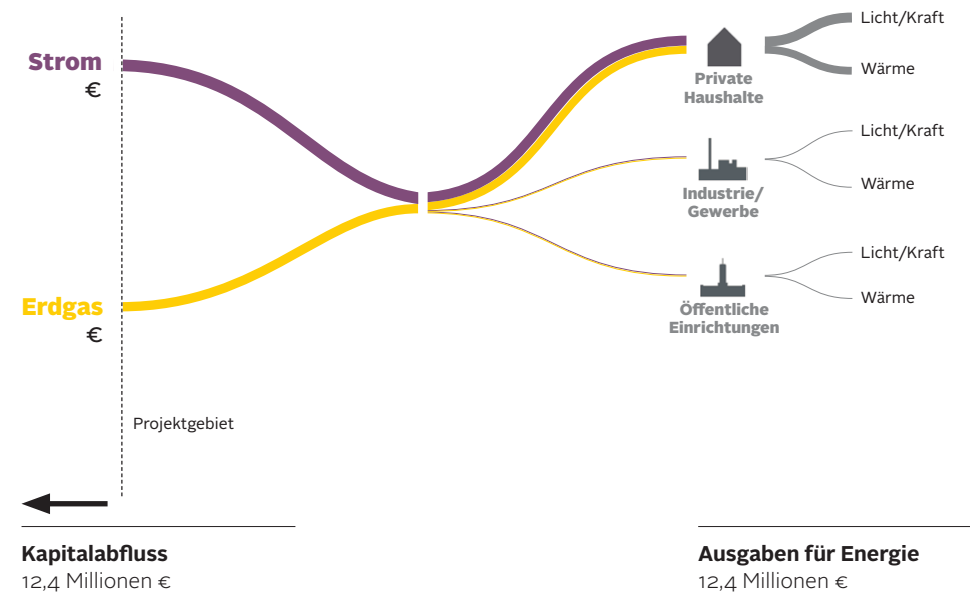 Strom
€
Erdgas
€
Projektgebiet
Private
Haushalte
Licht/Kraft
Wärme
Industrie/
Gewerbe
Licht/Kraft
Wärme
Öffentliche
Einrichtungen
Licht/Kraft
Wärme
Kapitalabfluss
12,4 Millionen €
Ausgaben für Energie
12,4 Millionen €